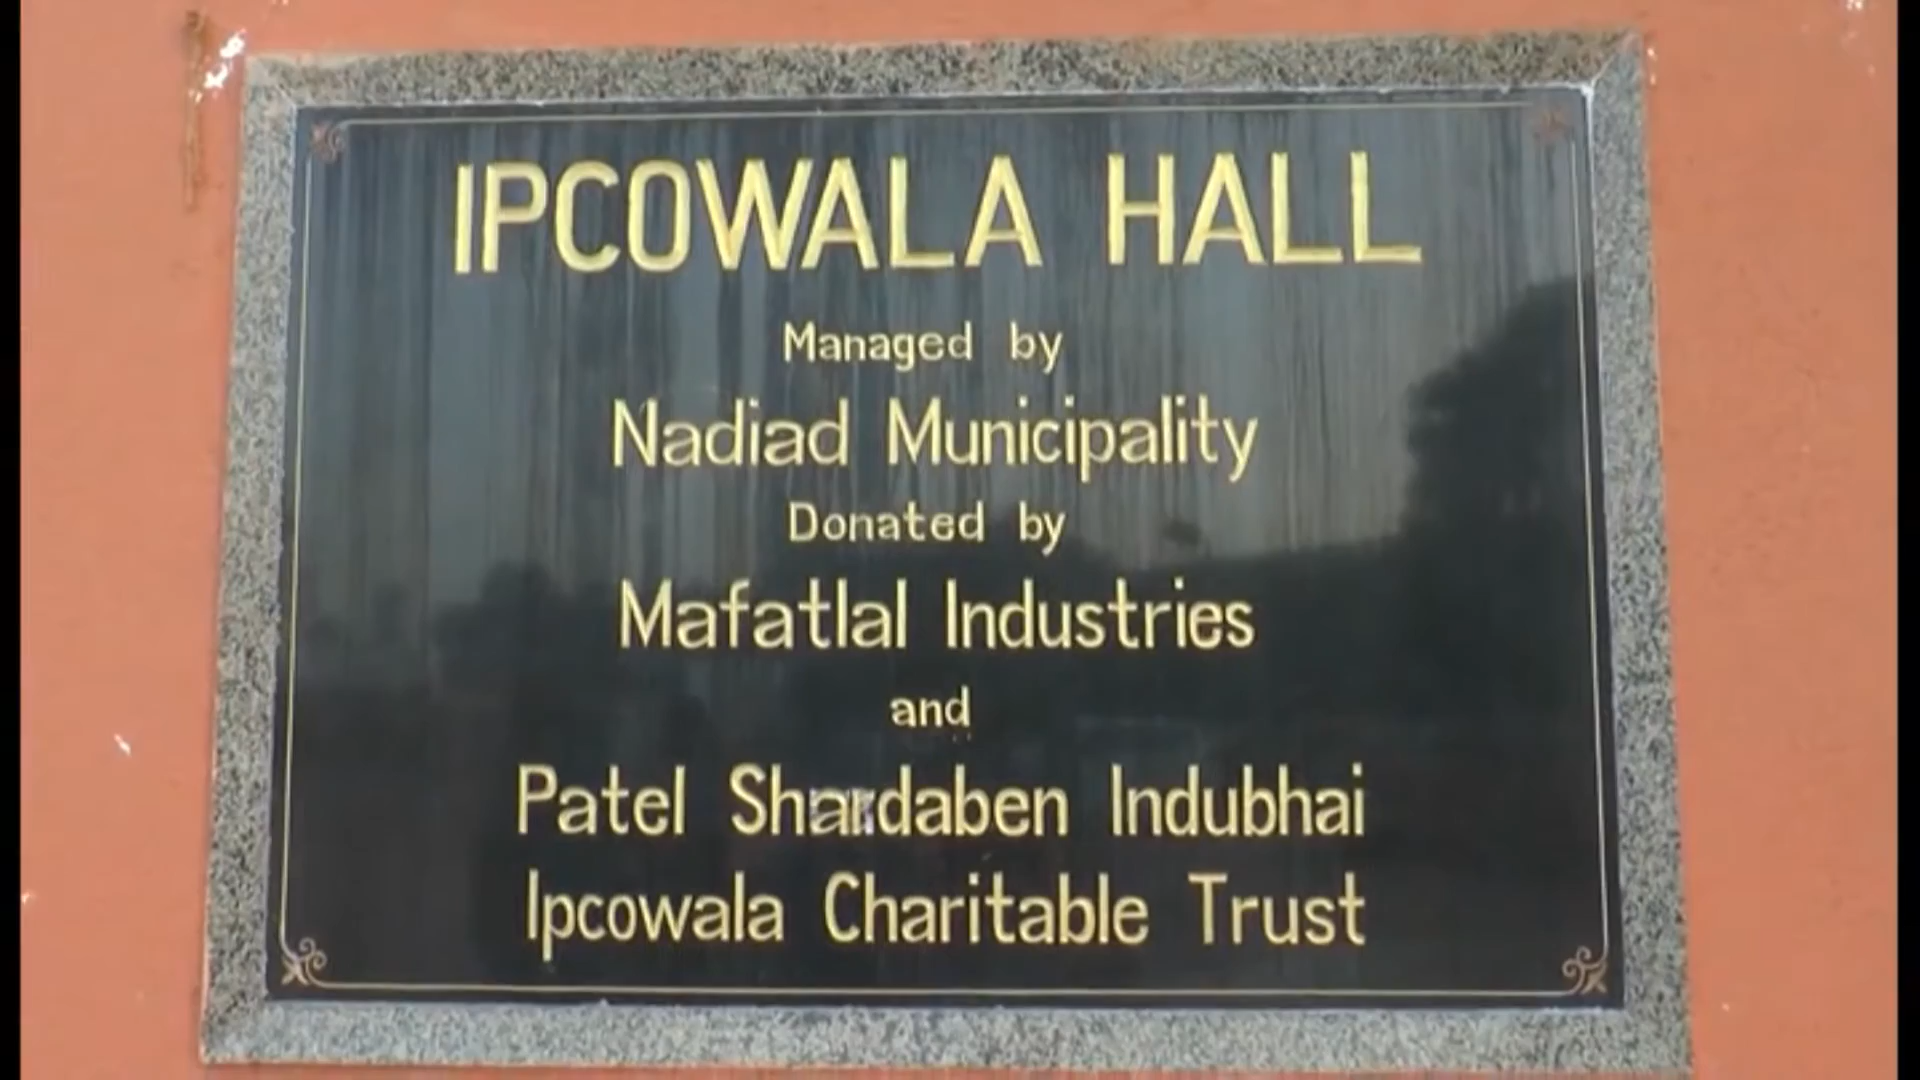 IPCOWALA HALL
Managed by
Nadiad Municipality
Donated by
Mafatlal Industries
and
Patel Shardaben Indubhai
Ipcowala Charitable Trust